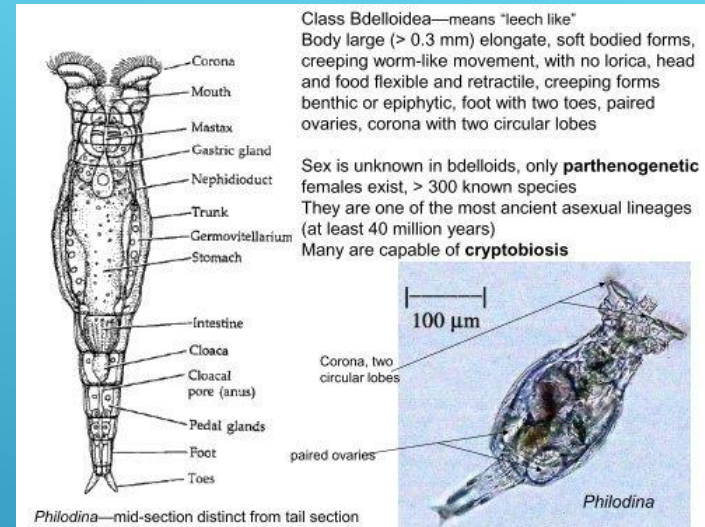 Class Bdelloidea—means "leech like"
Body large (> 0.3 mm) elongate, soft bodied forms,
creeping worm-like movement, with no lorica, head
and food flexible and retractile, creeping forms
benthic or epiphytic, foot with two toes, paired
ovaries, corona with two circular lobes
Sex is unknown in bdelloids, only parthenogenetic
females exist, > 300 known species
They are one of the most ancient asexual lineages
(at least 40 million years)
Many are capable of cryptobiosis
Corona
Mouth
Mastax
Gastric gland
Nephidioduct
Trunk
Germovitellarium
Stomach
Intestine
Cloaca
Cloacal
pore (anus)
Pedal glands
Foot
Toes
100 µm
Corona, two
circular lobes
paired ovaries
Philodina
Philodina—mid-section distinct from tail section